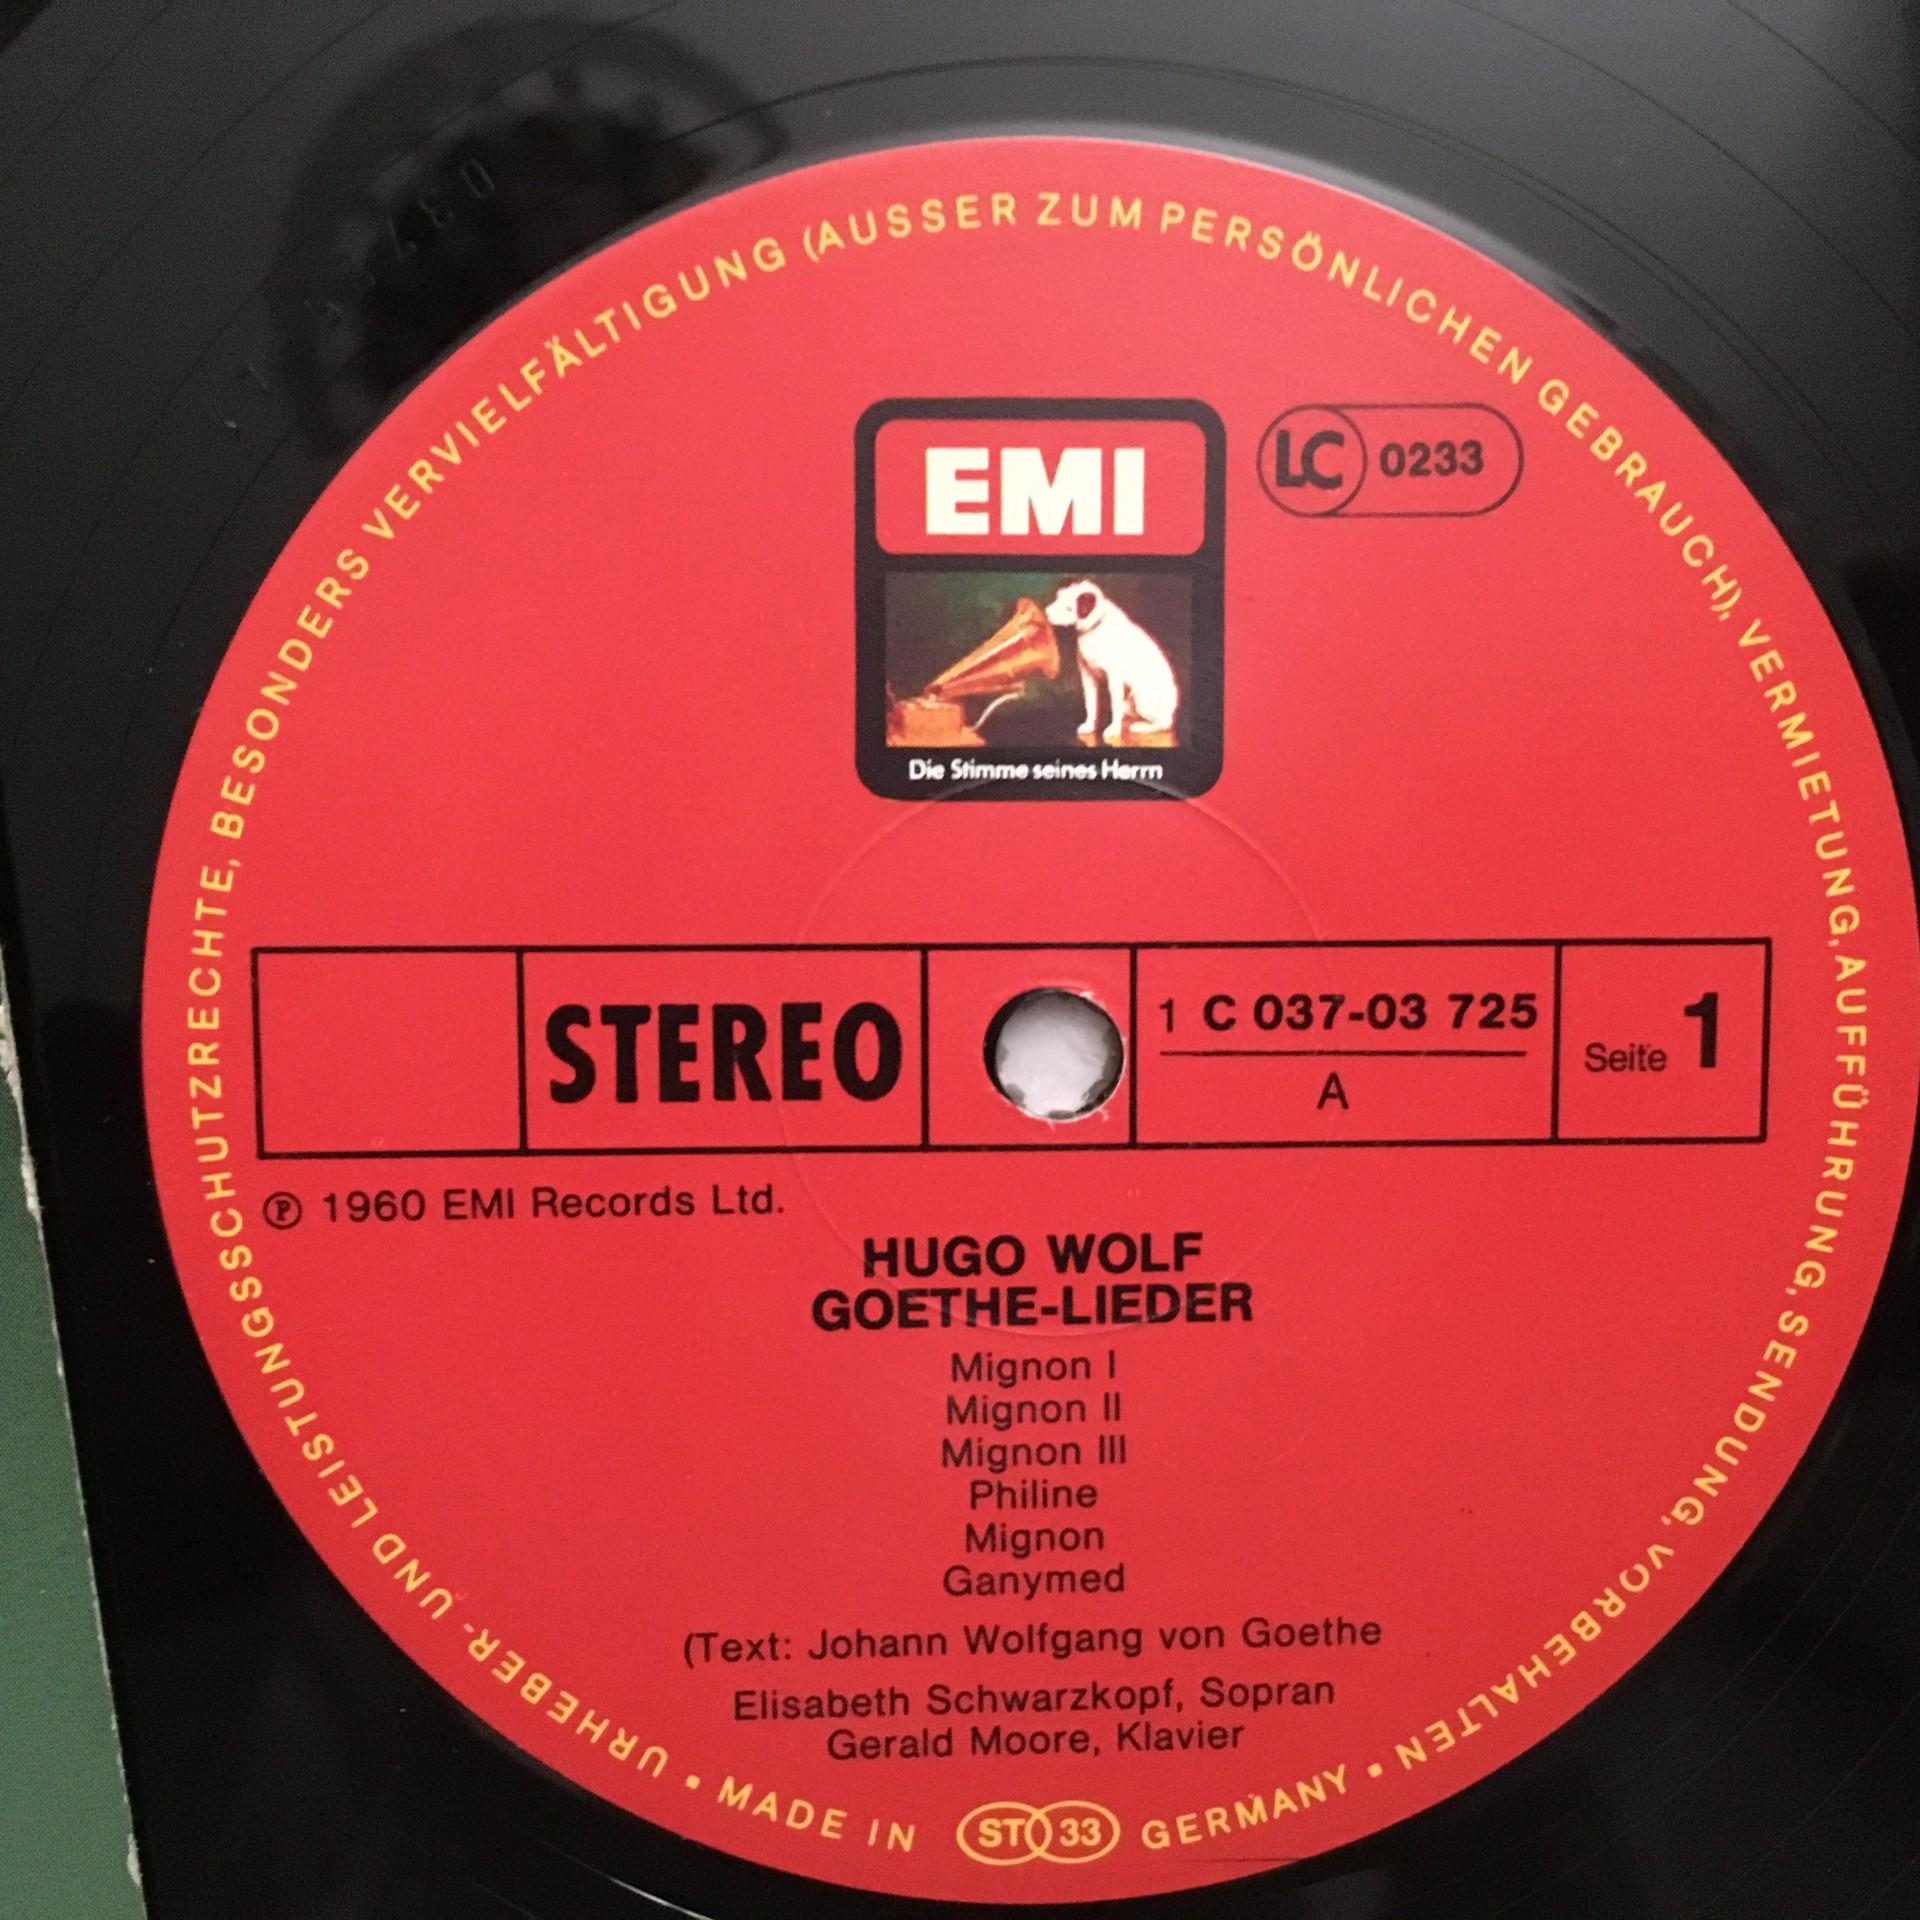 URHEBER- UND LEISTUNGSSCHUTZRECHTE, BESONDERS VERVIELFÄLTIGUNG (AUSSER ZUM PERSÖNLICHEN GEBRAUCH), VERMIETUNG, AUFFÜHRUNG, SENDUNG, VORBEHALTEN •
EMI
LC 0233
Die Stimme seines Herrn
STEREO
1 C 037-03 725
A
Seite 1
℗ 1960 EMI Records Ltd.
HUGO WOLF
GOETHE-LIEDER
Mignon I
Mignon II
Mignon III
Philine
Mignon
Ganymed
(Text: Johann Wolfgang von Goethe
Elisabeth Schwarzkopf, Sopran
Gerald Moore, Klavier
• MADE IN ST 33 GERMANY